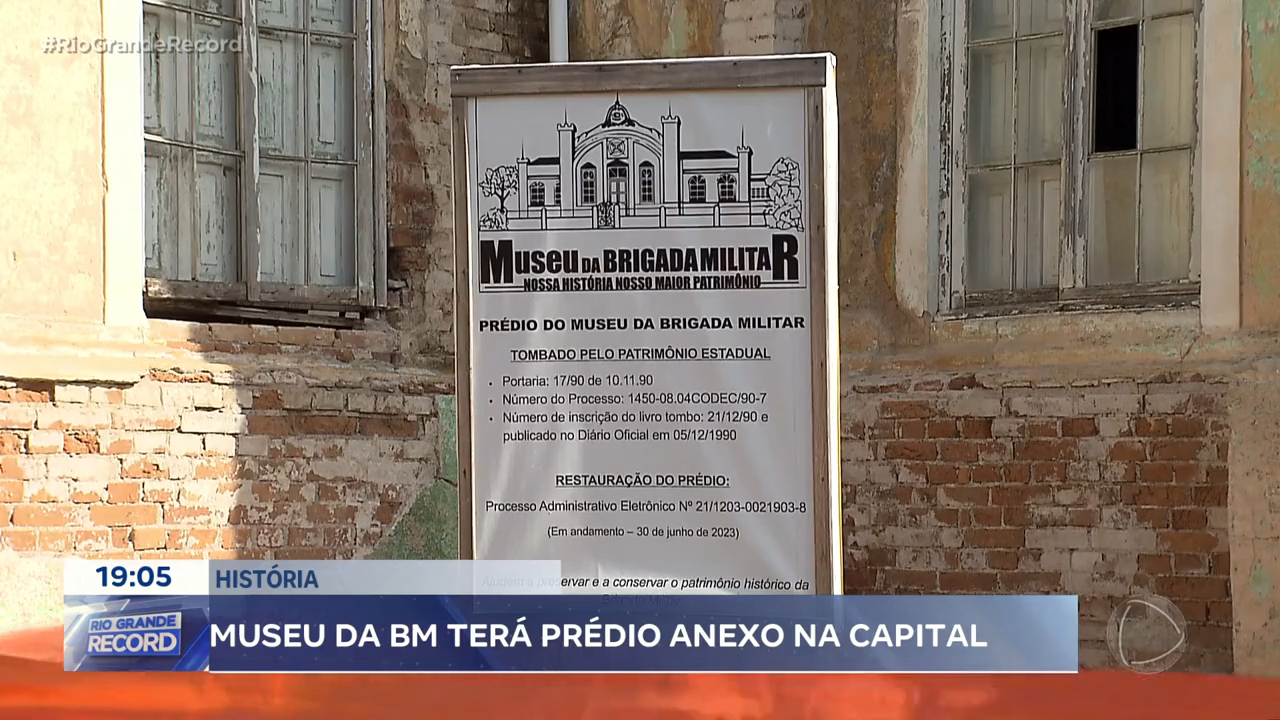 #RioGrandeRecord
MUSEU DA BRIGADA MILITAR
NOSSA HISTÓRIA NOSSO MAIOR PATRIMÔNIO
PRÉDIO DO MUSEU DA BRIGADA MILITAR
TOMBADO PELO PATRIMÔNIO ESTADUAL
• Portaria: 17/90 de 10.11.90
• Número do Processo: 1450-08.04CODEC/90-7
• Número de inscrição do livro tombo: 21/12/90 e
publicado no Diário Oficial em 05/12/1990
RESTAURAÇÃO DO PRÉDIO:
Processo Administrativo Eletrônico Nº 21/1203-0021903-8
(Em andamento – 30 de junho de 2023)
Ajudem a preservar e a conservar o patrimônio histórico da
19:05
HISTÓRIA
RIO GRANDE
RECORD
MUSEU DA BM TERÁ PRÉDIO ANEXO NA CAPITAL